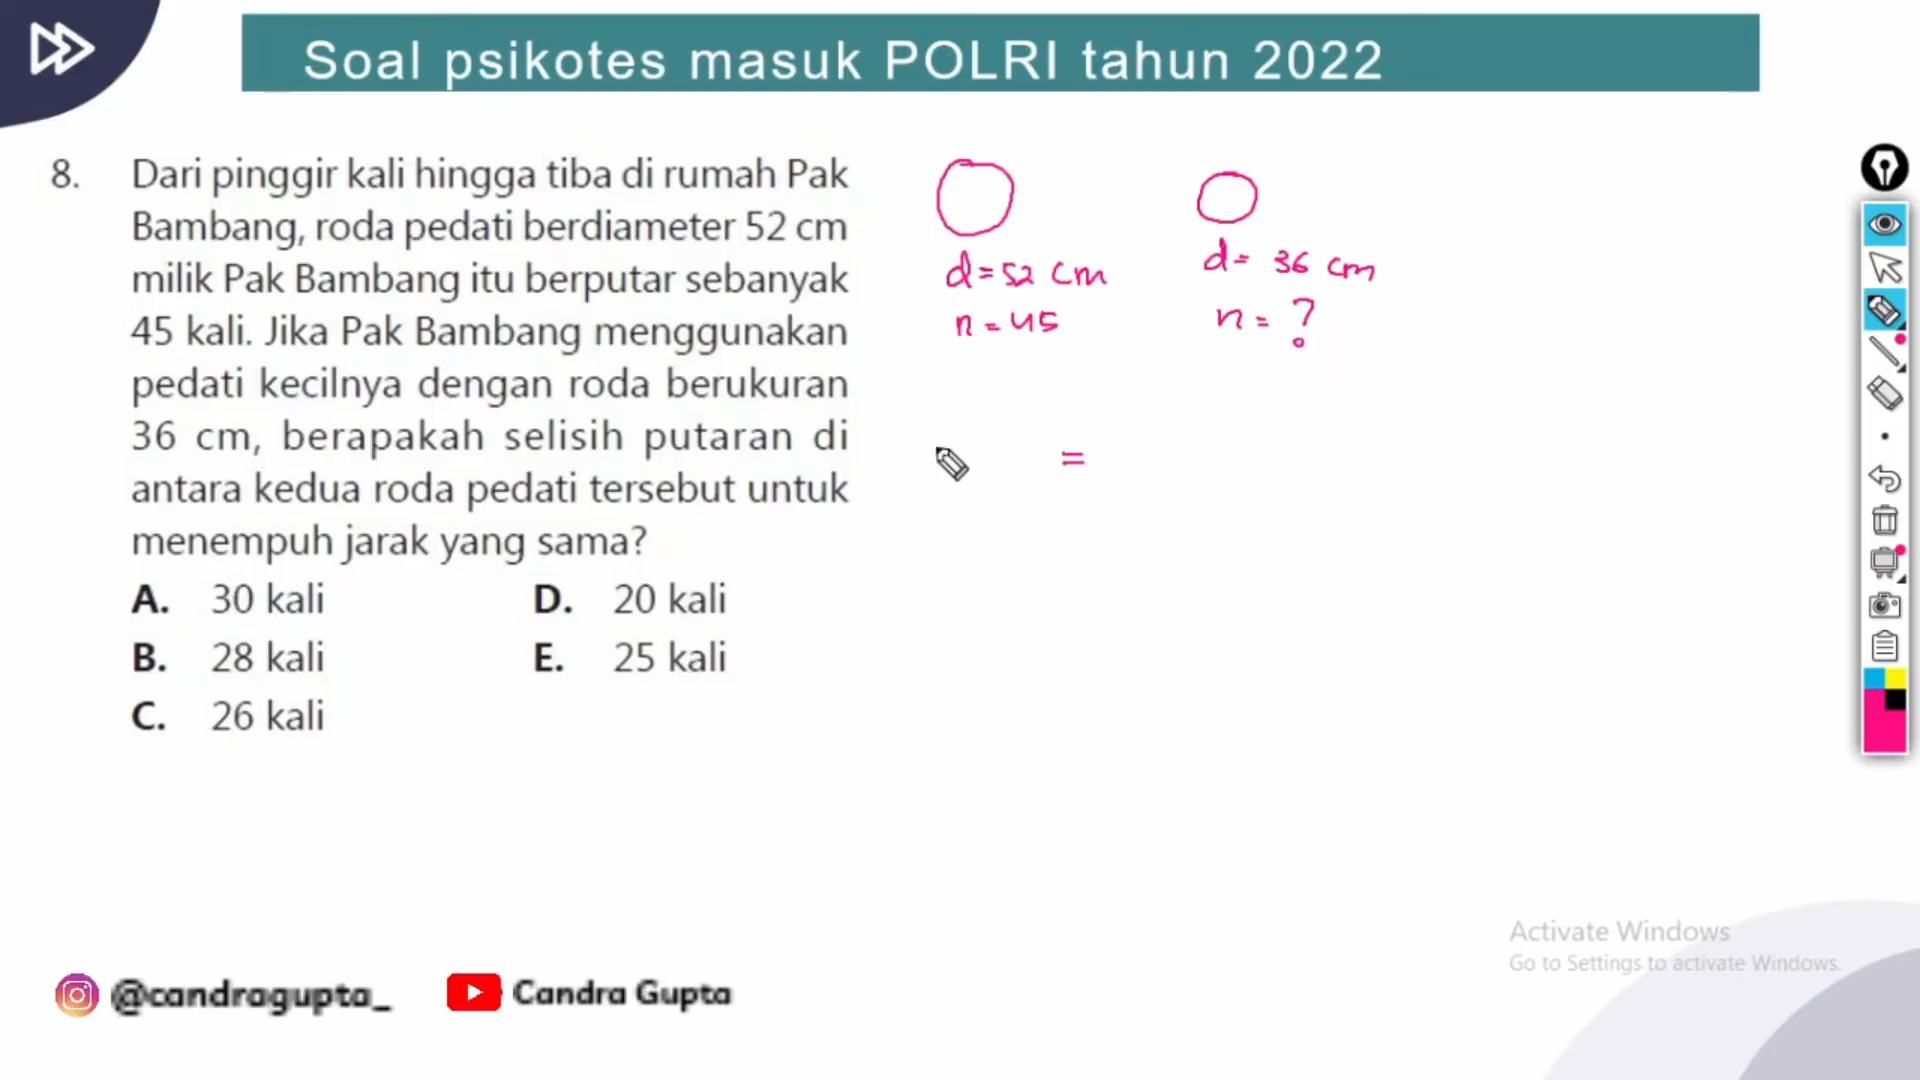 Soal psikotes masuk POLRI tahun 2022
8. Dari pinggir kali hingga tiba di rumah Pak
Bambang, roda pedati berdiameter 52 cm
milik Pak Bambang itu berputar sebanyak
45 kali. Jika Pak Bambang menggunakan
pedati kecilnya dengan roda berukuran
36 cm, berapakah selisih putaran di
antara kedua roda pedati tersebut untuk
menempuh jarak yang sama?
A. 30 kali
B. 28 kali
C. 26 kali
D. 20 kali
E. 25 kali
d=52 cm
n=45
d= 36 cm
n= ?
=
Activate Windows
Go to Settings to activate Windows.
@candragupta_
Candra Gupta